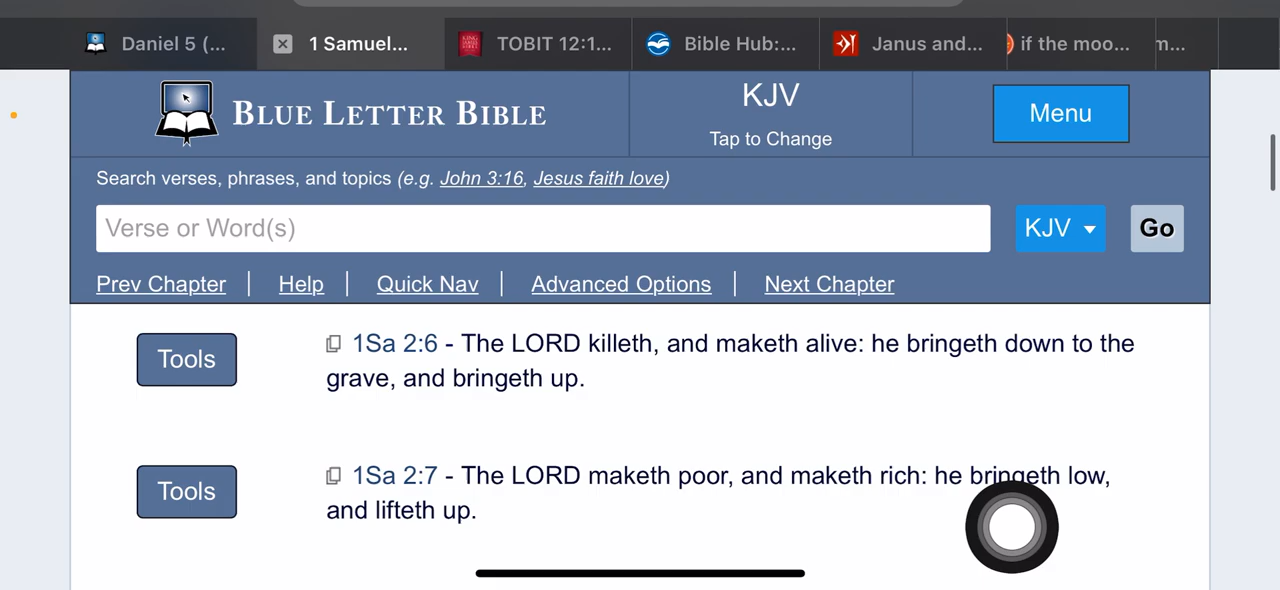 Daniel 5 (... 1 Samuel... TOBIT 12:1... Bible Hub:... Janus and... if the moo... m...
BLUE LETTER BIBLE
KJV
Tap to Change
Menu
Search verses, phrases, and topics (e.g. John 3:16, Jesus faith love)
Verse or Word(s) KJV Go
Prev Chapter | Help | Quick Nav | Advanced Options | Next Chapter
Tools
1Sa 2:6 - The LORD killeth, and maketh alive: he bringeth down to the
grave, and bringeth up.
Tools
1Sa 2:7 - The LORD maketh poor, and maketh rich: he bringeth low,
and lifteth up.